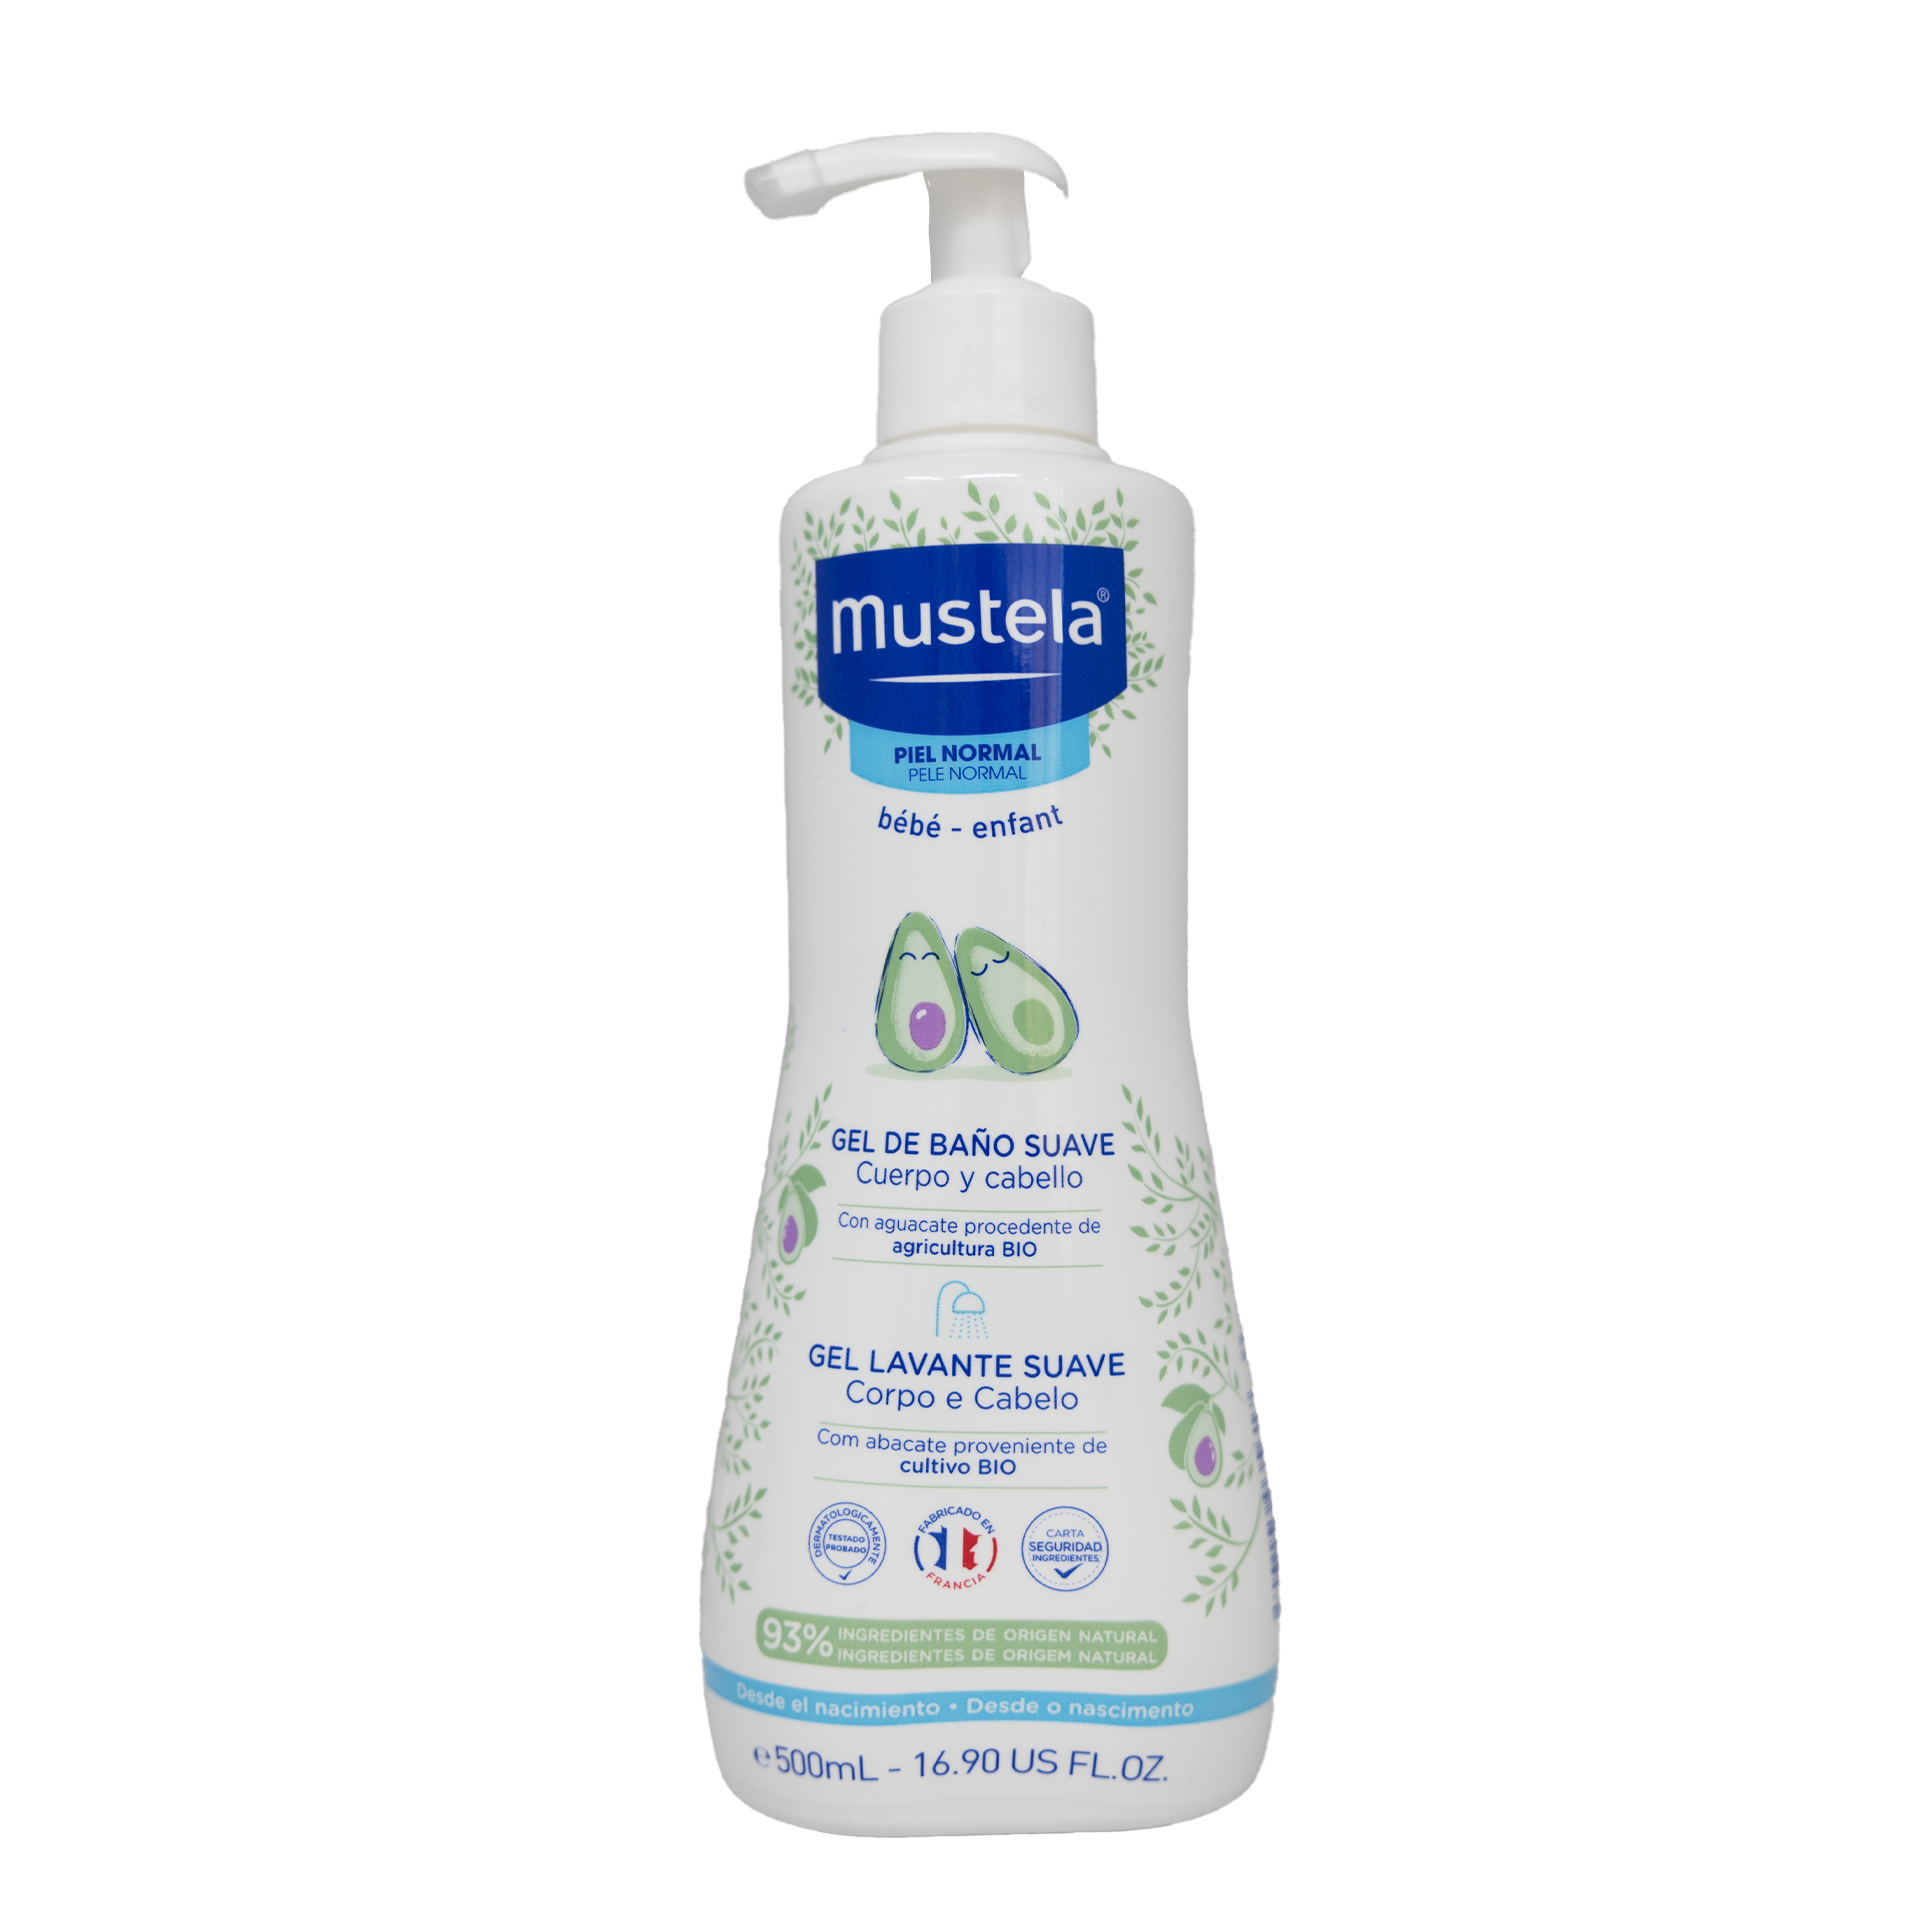 mustela®
PIEL NORMAL
PELE NORMAL
bébé - enfant
GEL DE BAÑO SUAVE
Cuerpo y cabello
Con aguacate procedente de
agricultura BIO
GEL LAVANTE SUAVE
Corpo e Cabelo
Com abacate proveniente de
cultivo BIO
DERMATOLOGICAMENTE
TESTADO
PROBADO
FABRICADO EN
FRANCIA
CARTA
SEGURIDAD
INGREDIENTES
93% INGREDIENTES DE ORIGEN NATURAL
INGREDIENTES DE ORIGEM NATURAL
Desde el nacimiento • Desde o nascimento
℮500mL - 16.90 US FL.OZ.